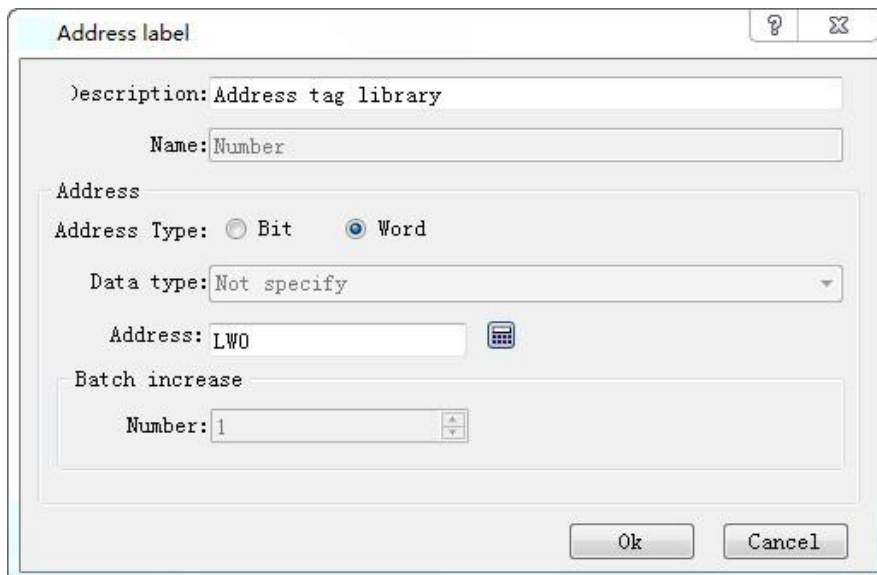 Address label
Description: Address tag library
Name: Number
Address
Address Type: Bit Word
Data type: Not specify
Address: LW0
Batch increase
Number: 1
Ok Cancel